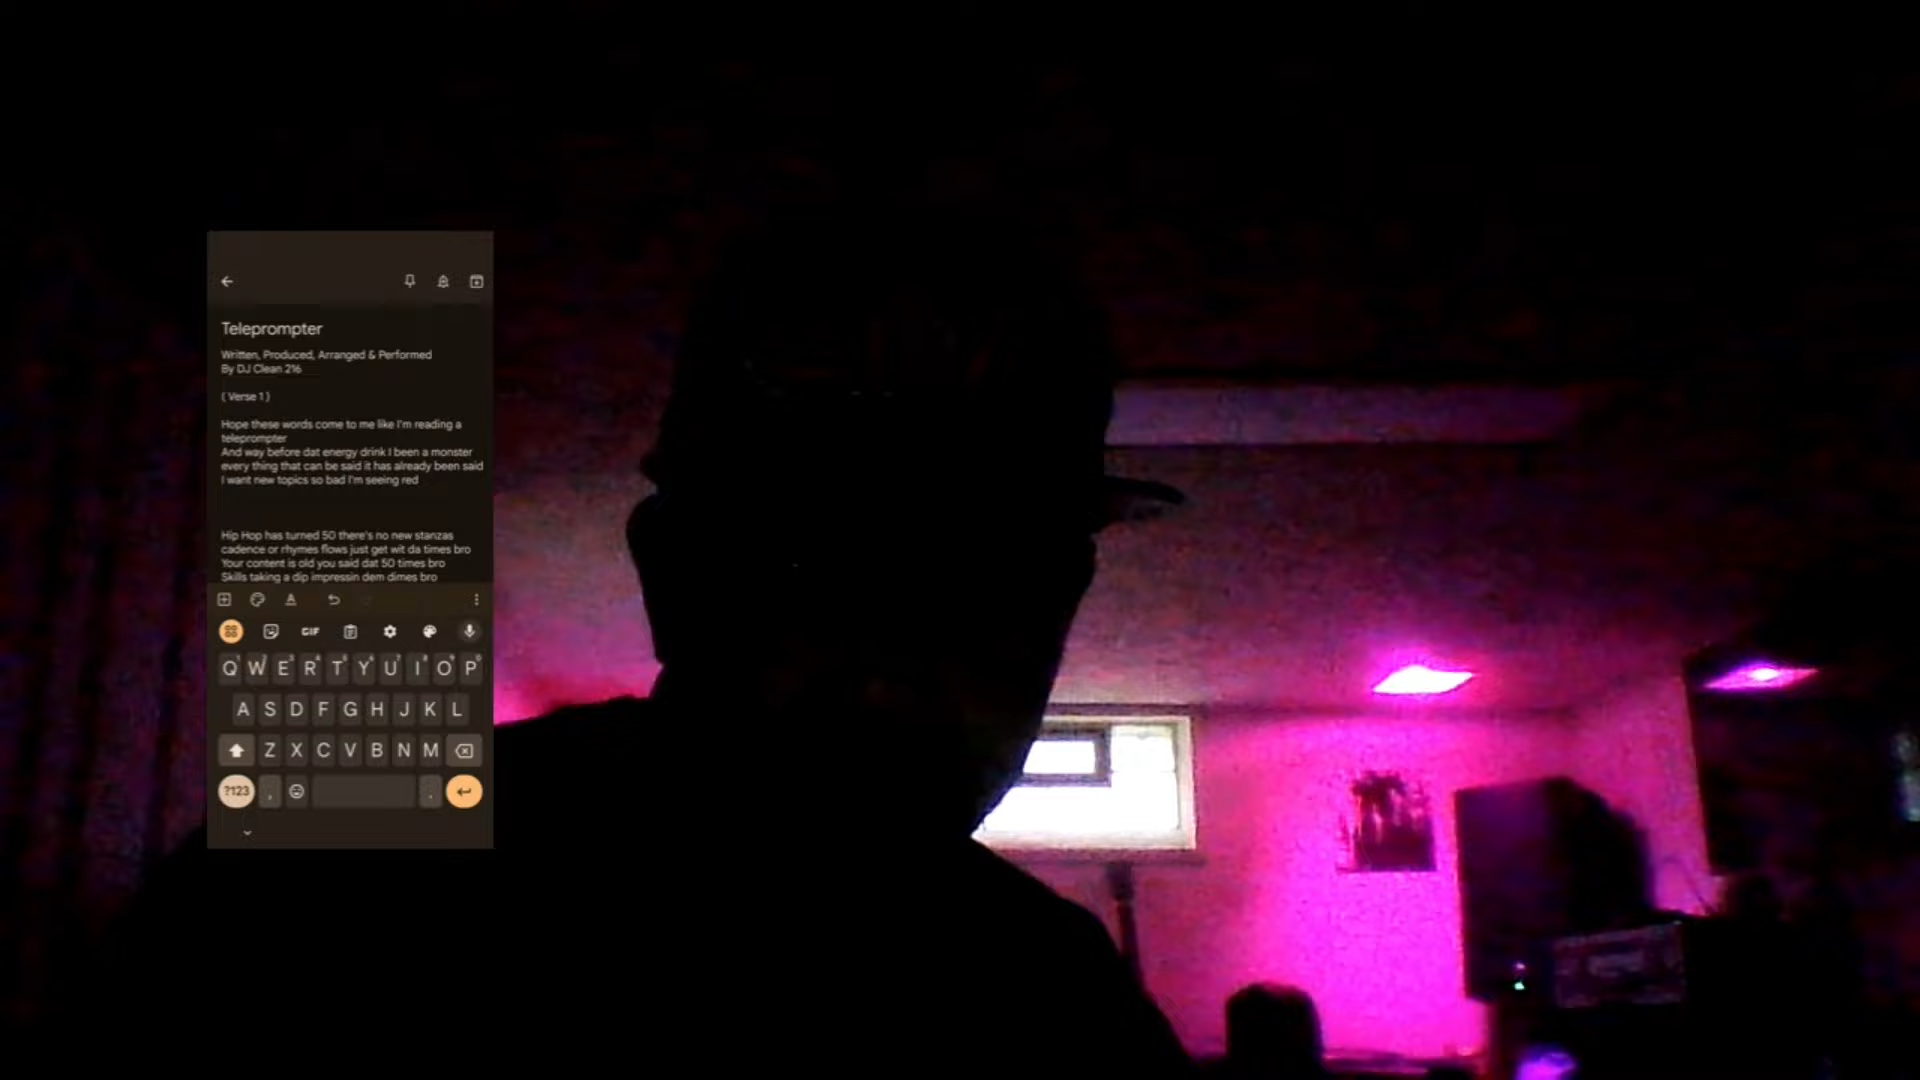 Teleprompter
Written, Produced, Arranged & Performed
By DJ Clean 216
( Verse 1 )
Hope these words come to me like I'm reading a
teleprompter
And way before dat energy drink I been a monster
every thing that can be said it has already been said
I want new topics so bad I'm seeing red
Hip Hop has turned 50 there's no new stanzas
cadence or rhymes flows just get wit da times bro
Your content is old you said dat 50 times bro
Skills taking a dip impressin dem dimes bro
GIF
Q W E R T Y U I O P
A S D F G H J K L
Z X C V B N M
?123 , .